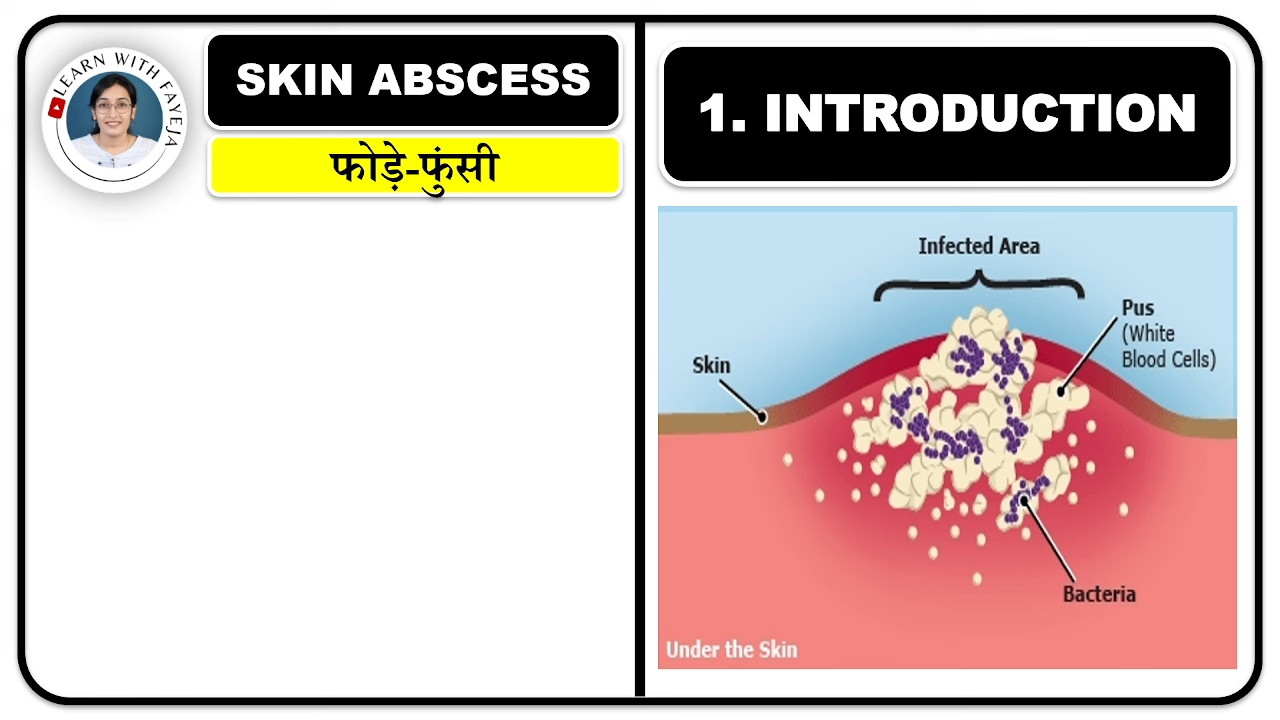 LEARN WITH FAYEJA
SKIN ABSCESS
फोड़े-फुंसी
1. INTRODUCTION
Infected Area
Pus
(White
Blood Cells)
Skin
Bacteria
Under the Skin